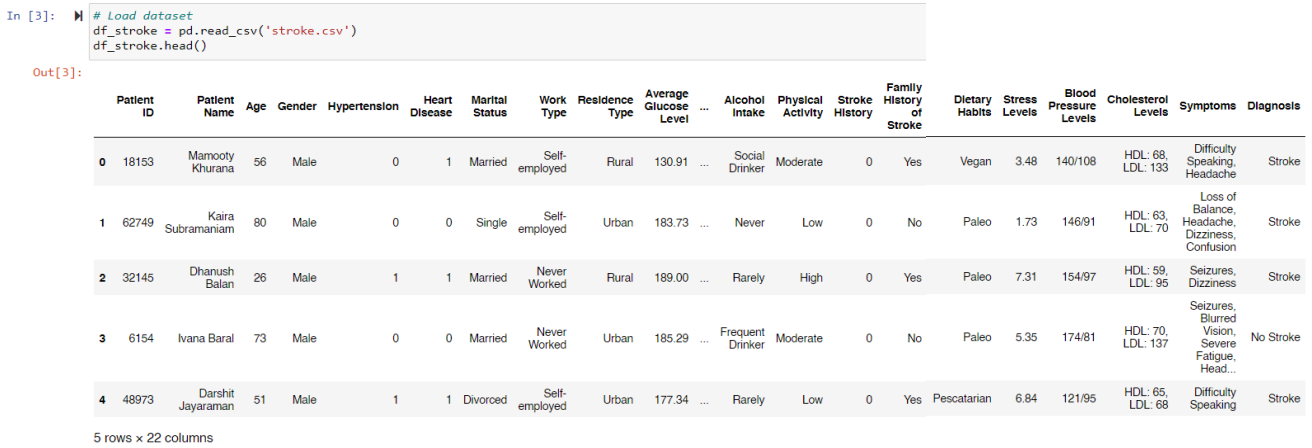 In [3]:
# Load dataset
df_stroke = pd.read_csv('stroke.csv')
df_stroke.head()
Out[3]:
Patient ID Patient Name Age Gender Hypertension Heart Disease Marital Status Work Type Residence Type Average Glucose Level ... Alcohol Intake Physical Activity Stroke History Family History of Stroke Dietary Habits Stress Levels Blood Pressure Levels Cholesterol Levels Symptoms Diagnosis
0 18153 Mamooty Khurana 56 Male 0 1 Married Self-employed Rural 130.91 ... Social Drinker Moderate 0 Yes Vegan 3.48 140/108 HDL: 68, LDL: 133 Difficulty Speaking, Headache Stroke
1 62749 Kaira Subramaniam 80 Male 0 0 Single Self-employed Urban 183.73 ... Never Low 0 No Paleo 1.73 146/91 HDL: 63, LDL: 70 Loss of Balance, Headache, Dizziness, Confusion Stroke
2 32145 Dhanush Balan 26 Male 1 1 Married Never Worked Rural 189.00 ... Rarely High 0 Yes Paleo 7.31 154/97 HDL: 59, LDL: 95 Seizures, Dizziness Stroke
3 6154 Ivana Baral 73 Male 0 0 Married Never Worked Urban 185.29 ... Frequent Drinker Moderate 0 No Paleo 5.35 174/81 HDL: 70, LDL: 137 Seizures, Blurred Vision, Severe Fatigue, Head... No Stroke
4 48973 Darshit Jayaraman 51 Male 1 1 Divorced Self-employed Urban 177.34 ... Rarely Low 0 Yes Pescatarian 6.84 121/95 HDL: 65, LDL: 68 Difficulty Speaking Stroke
5 rows × 22 columns